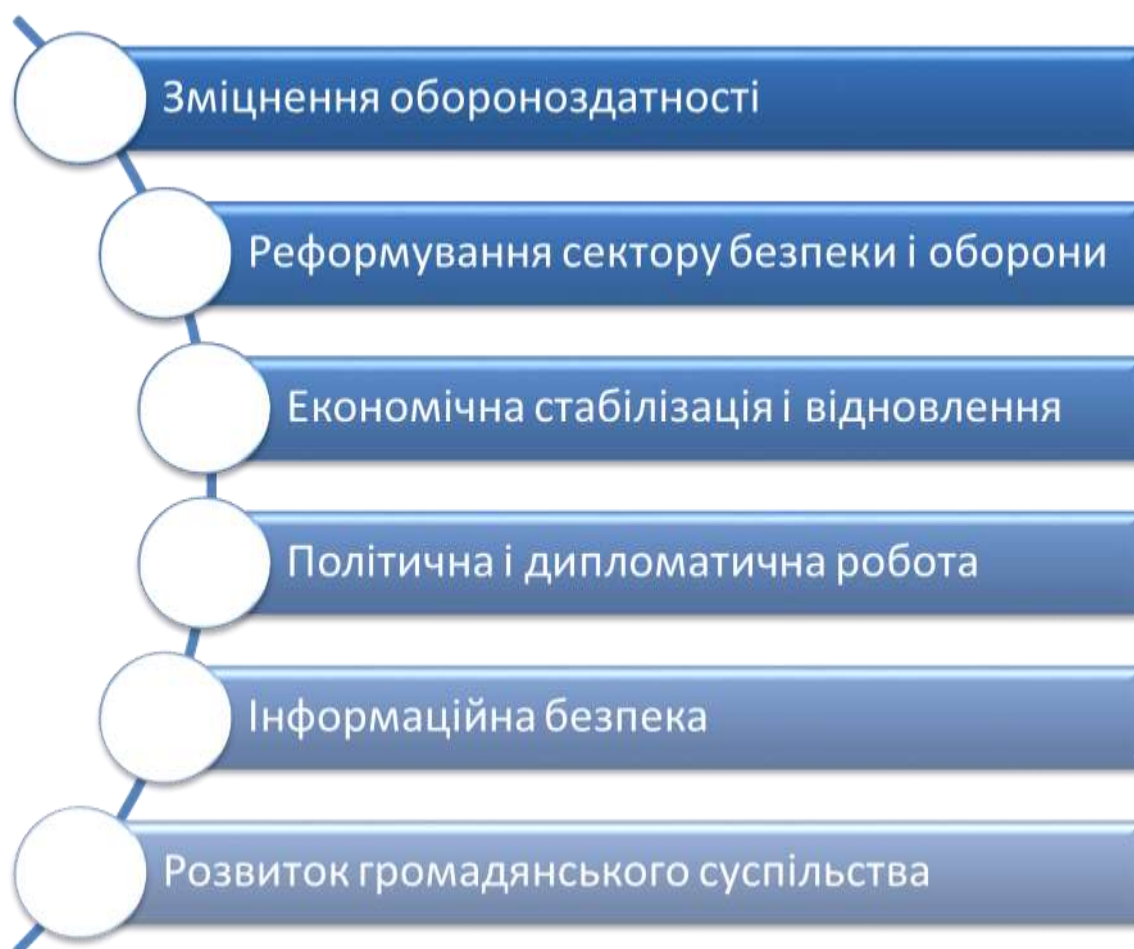 Зміцнення обороноздатності
Реформування сектору безпеки і оборони
Економічна стабілізація і відновлення
Політична і дипломатична робота
Інформаційна безпека
Розвиток громадянського суспільства